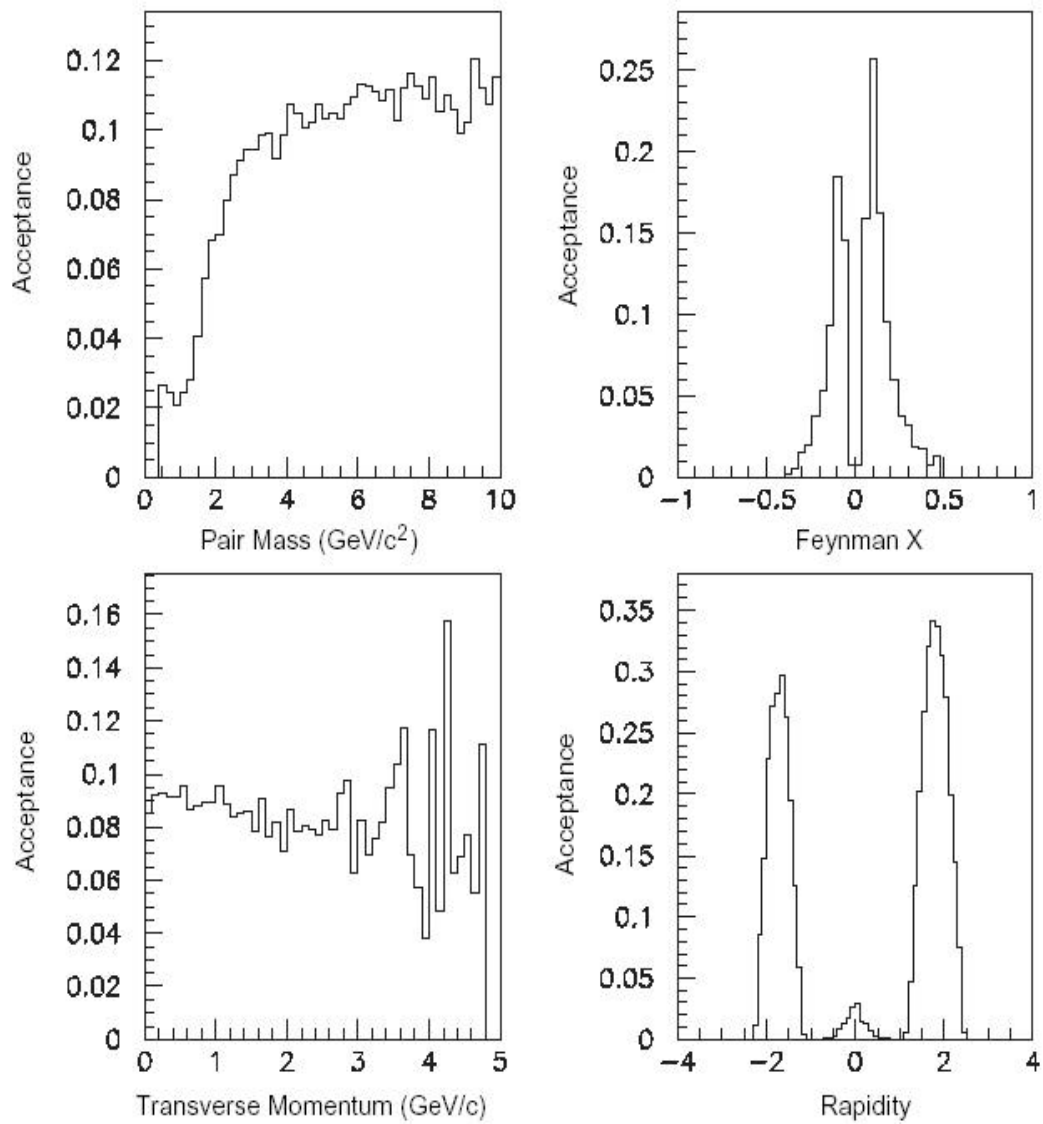 Acceptance
0.12
0.1
0.08
0.06
0.04
0.02
0
0 2 4 6 8 10
Pair Mass (GeV/c²)
Acceptance
0.25
0.2
0.15
0.1
0.05
0
−1 −0.5 0 0.5 1
Feynman X
Acceptance
0.16
0.14
0.12
0.1
0.08
0.06
0.04
0.02
0
0 1 2 3 4 5
Transverse Momentum (GeV/c)
Acceptance
0.35
0.3
0.25
0.2
0.15
0.1
0.05
0
−4 −2 0 2 4
Rapidity